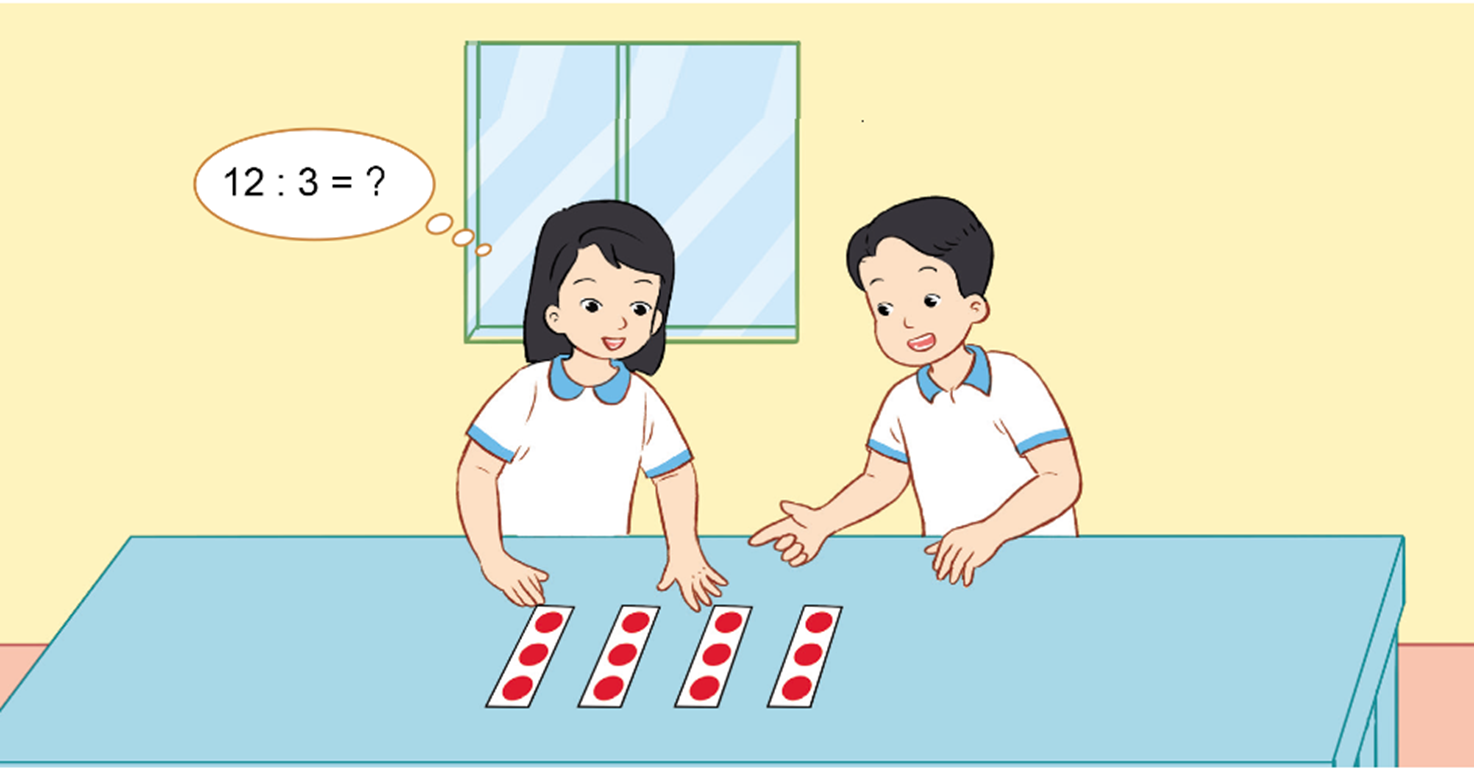 12 : 3 = ?